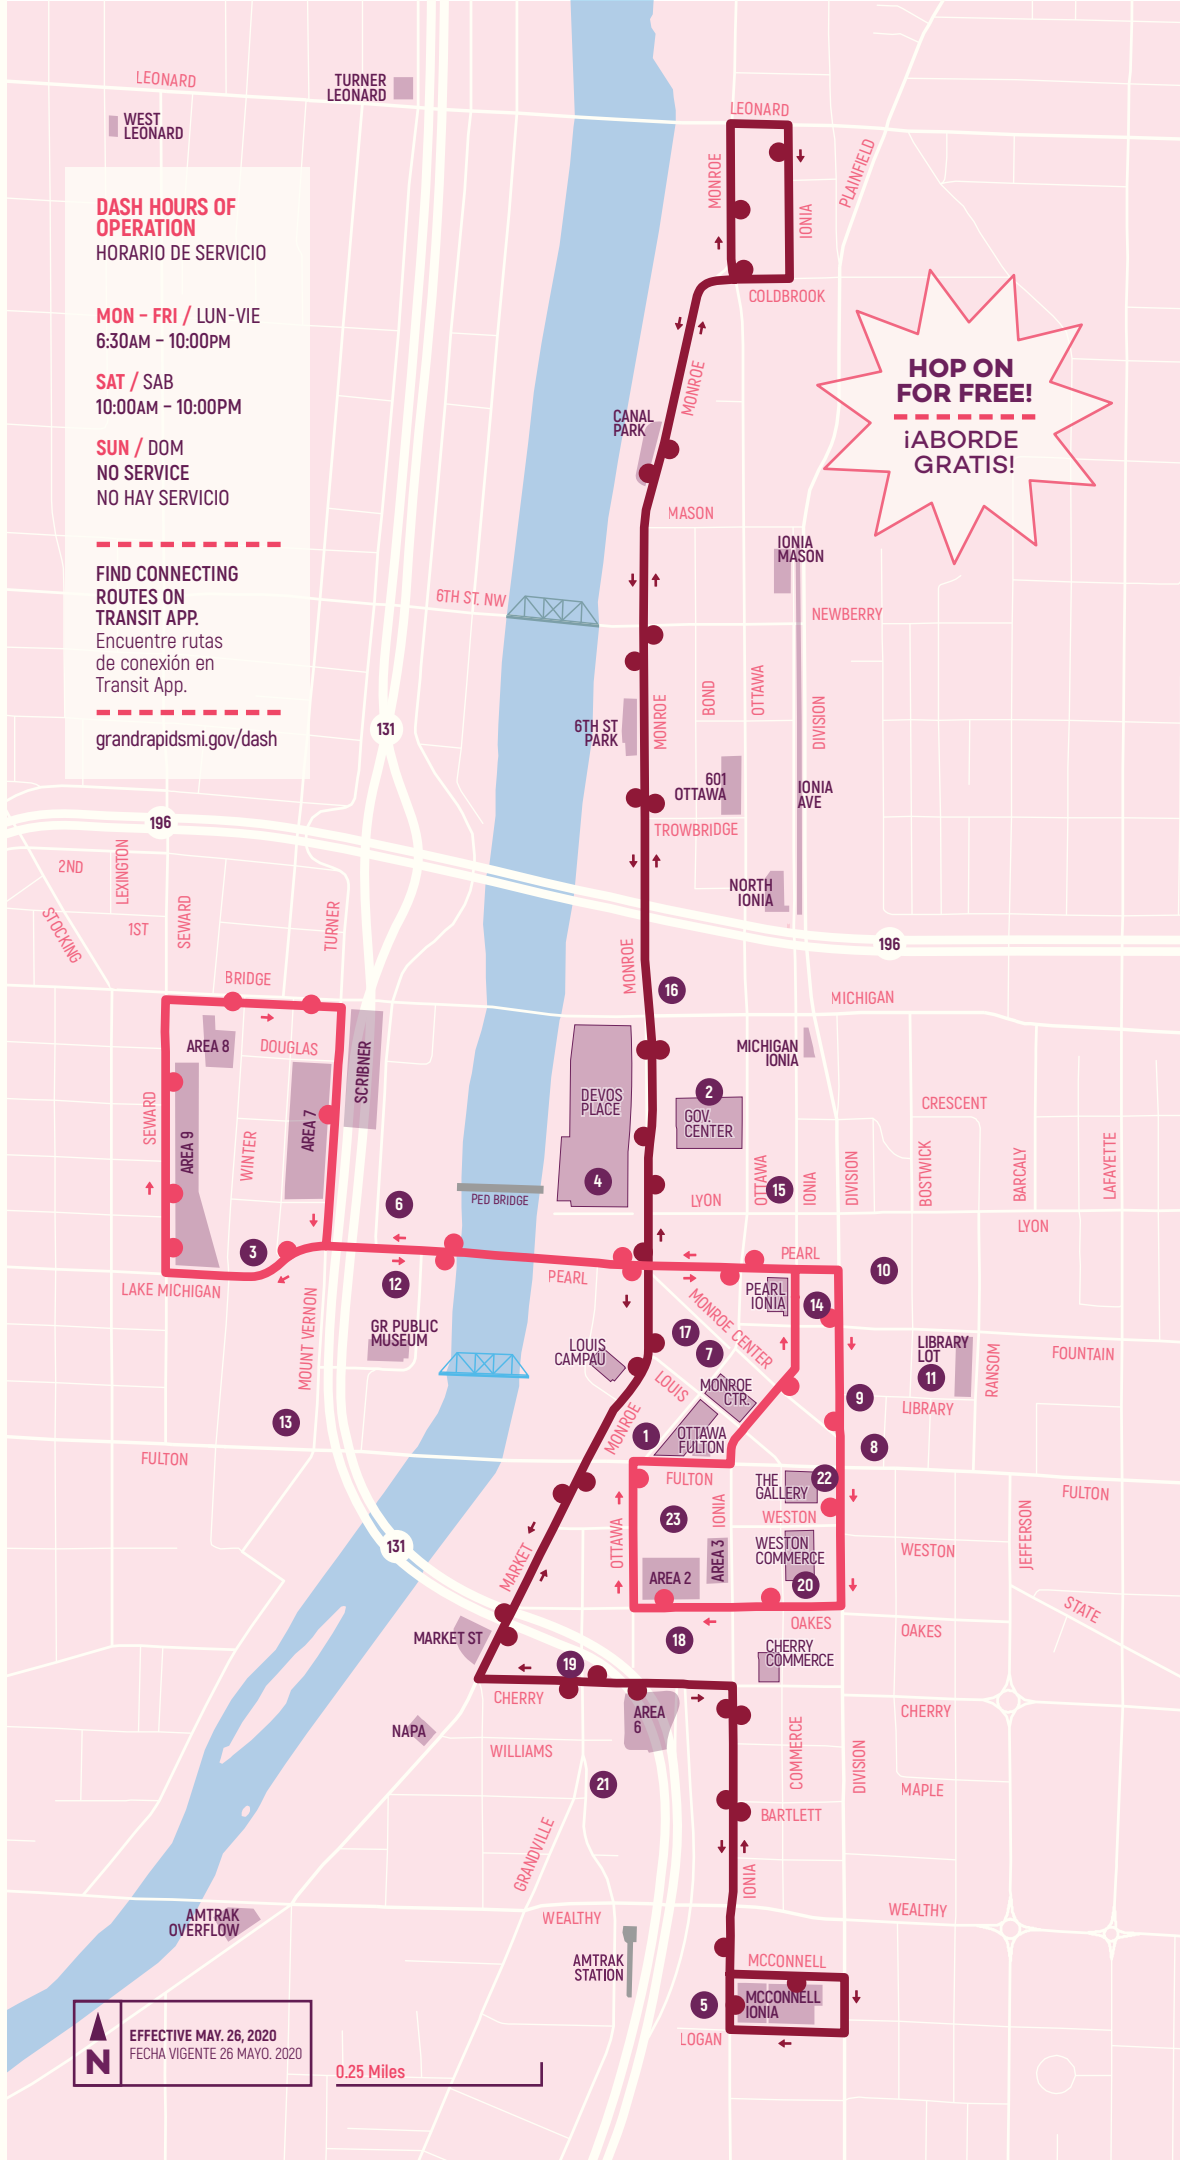 LEONARD
TURNER
LEONARD
WEST
LEONARD
LEONARD
MONROE
IONIA
PLAINFIELD
COLDBROOK
DASH HOURS OF
OPERATION
HORARIO DE SERVICIO
MON - FRI / LUN-VIE
6:30AM – 10:00PM
SAT / SAB
10:00AM – 10:00PM
SUN / DOM
NO SERVICE
NO HAY SERVICIO
FIND CONNECTING
ROUTES ON
TRANSIT APP.
Encuentre rutas
de conexión en
Transit App.
grandrapidsmi.gov/dash
HOP ON
FOR FREE!
¡ABORDE
GRATIS!
MONROE
CANAL
PARK
MASON
IONIA
MASON
6TH ST. NW
NEWBERRY
BOND
OTTAWA
DIVISION
MONROE
6TH ST
PARK
131
601
OTTAWA
IONIA
AVE
TROWBRIDGE
196
2ND
LEXINGTON
SEWARD
1ST
STOCKING
TURNER
NORTH
IONIA
196
MONROE
16
BRIDGE
MICHIGAN
AREA 8
DOUGLAS
SCRIBNER
MICHIGAN
IONIA
DEVOS
PLACE
2
GOV.
CENTER
CRESCENT
SEWARD
AREA 9
WINTER
AREA 7
4
PED BRIDGE
LYON
OTTAWA
15
IONIA
DIVISION
BOSTWICK
BARCALY
LAFAYETTE
LYON
6
3
12
PEARL
PEARL
10
LAKE MICHIGAN
MOUNT VERNON
PEARL
IONIA
14
MONROE CENTER
GR PUBLIC
MUSEUM
17
7
LOUIS
CAMPAU
LIBRARY
LOT
11
RANSOM
FOUNTAIN
LOUIS
MONROE
CTR.
9
LIBRARY
13
MONROE
1
OTTAWA
FULTON
8
FULTON
FULTON
THE
GALLERY
22
FULTON
23
IONIA
WESTON
OTTAWA
131
MARKET
AREA 3
WESTON
COMMERCE
WESTON
JEFFERSON
AREA 2
20
STATE
OAKES
OAKES
MARKET ST
18
CHERRY
COMMERCE
19
CHERRY
AREA
6
CHERRY
NAPA
WILLIAMS
COMMERCE
DIVISION
21
MAPLE
BARTLETT
GRANDVILLE
IONIA
WEALTHY
WEALTHY
AMTRAK
OVERFLOW
AMTRAK
STATION
MCCONNELL
5
MCCONNELL
IONIA
LOGAN
N
EFFECTIVE MAY. 26, 2020
FECHA VIGENTE 26 MAYO. 2020
0.25 Miles